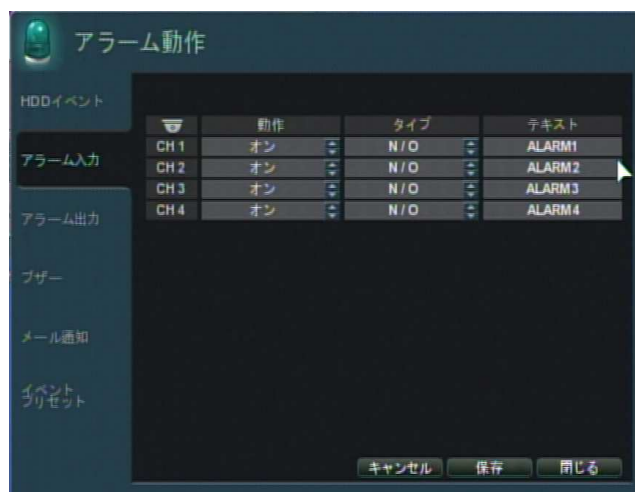 アラーム動作
HDDイベント
アラーム入力
アラーム出力
ブザー
メール通知
イベント
プリセット
動作 タイプ テキスト
CH 1 オン N / O ALARM1
CH 2 オン N / O ALARM2
CH 3 オン N / O ALARM3
CH 4 オン N / O ALARM4
キャンセル 保存 閉じる